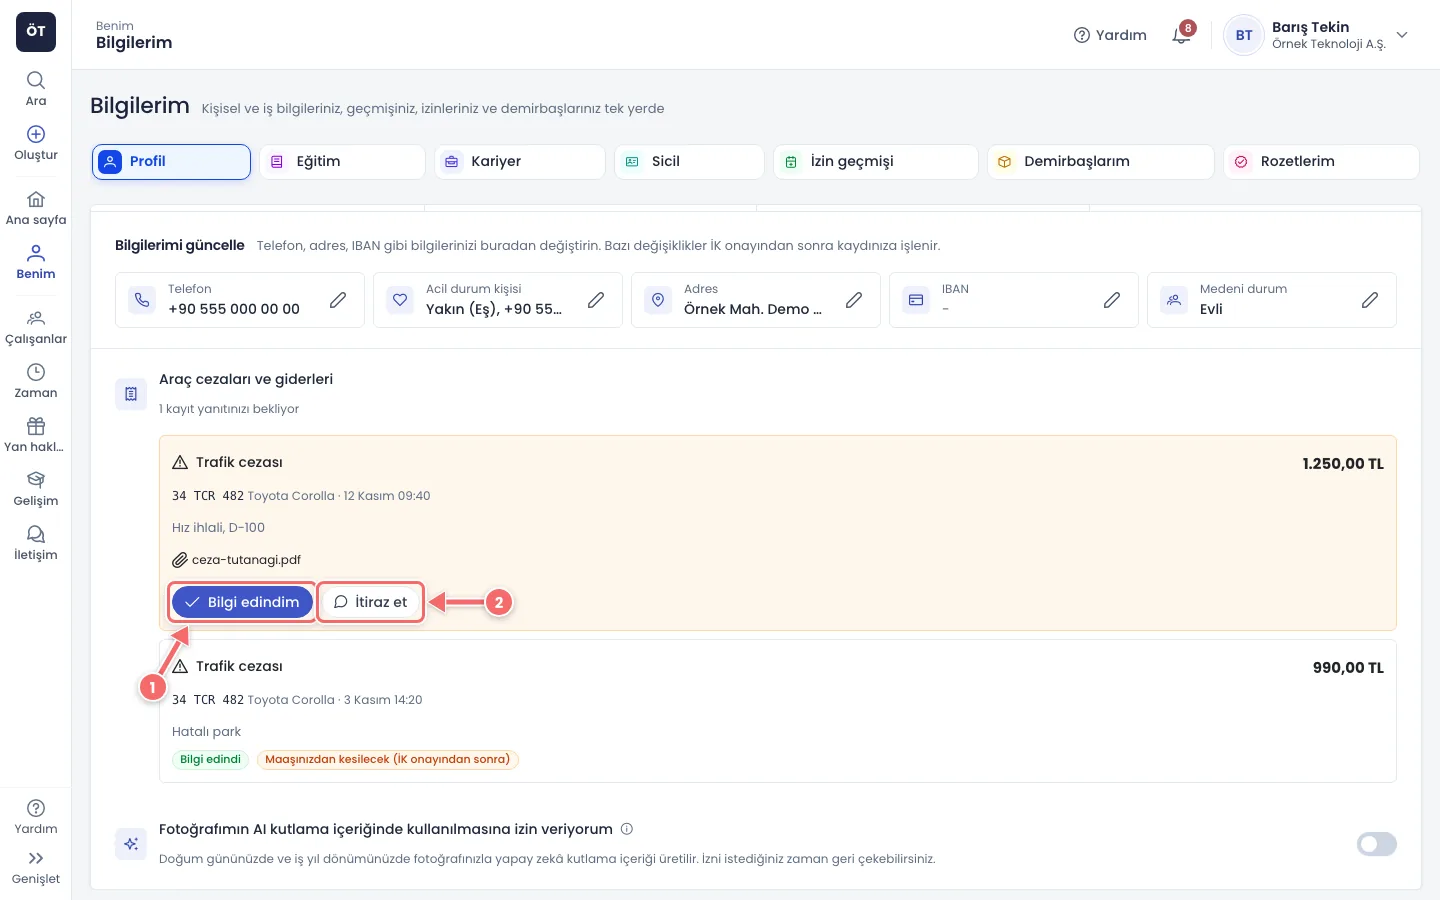 ÖT
Ara
Oluştur
Ana sayfa
Benim
Çalışanlar
Zaman
Yan hakl...
Gelişim
İletişim
Yardım
Genişlet
Benim
Bilgilerim
Yardım
8
BT
Barış Tekin
Örnek Teknoloji A.Ş.
Bilgilerim Kişisel ve iş bilgileriniz, geçmişiniz, izinleriniz ve demirbaşlarınız tek yerde
Profil
Eğitim
Kariyer
Sicil
İzin geçmişi
Demirbaşlarım
Rozetlerim
Bilgilerimi güncelle Telefon, adres, IBAN gibi bilgilerinizi buradan değiştirin. Bazı değişiklikler İK onayından sonra kaydınıza işlenir.
Telefon
+90 555 000 00 00
Acil durum kişisi
Yakın (Eş), +90 55...
Adres
Örnek Mah. Demo ...
IBAN
-
Medeni durum
Evli
Araç cezaları ve giderleri
1 kayıt yanıtınızı bekliyor
Trafik cezası
1.250,00 TL
34 TCR 482 Toyota Corolla · 12 Kasım 09:40
Hız ihlali, D-100
ceza-tutanagi.pdf
Bilgi edindim
İtiraz et
2
1
Trafik cezası
990,00 TL
34 TCR 482 Toyota Corolla · 3 Kasım 14:20
Hatalı park
Bilgi edindi
Maaşınızdan kesilecek (İK onayından sonra)
Fotoğrafımın AI kutlama içeriğinde kullanılmasına izin veriyorum
Doğum gününüzde ve iş yıl dönümünüzde fotoğrafınızla yapay zekâ kutlama içeriği üretilir. İzni istediğiniz zaman geri çekebilirsiniz.